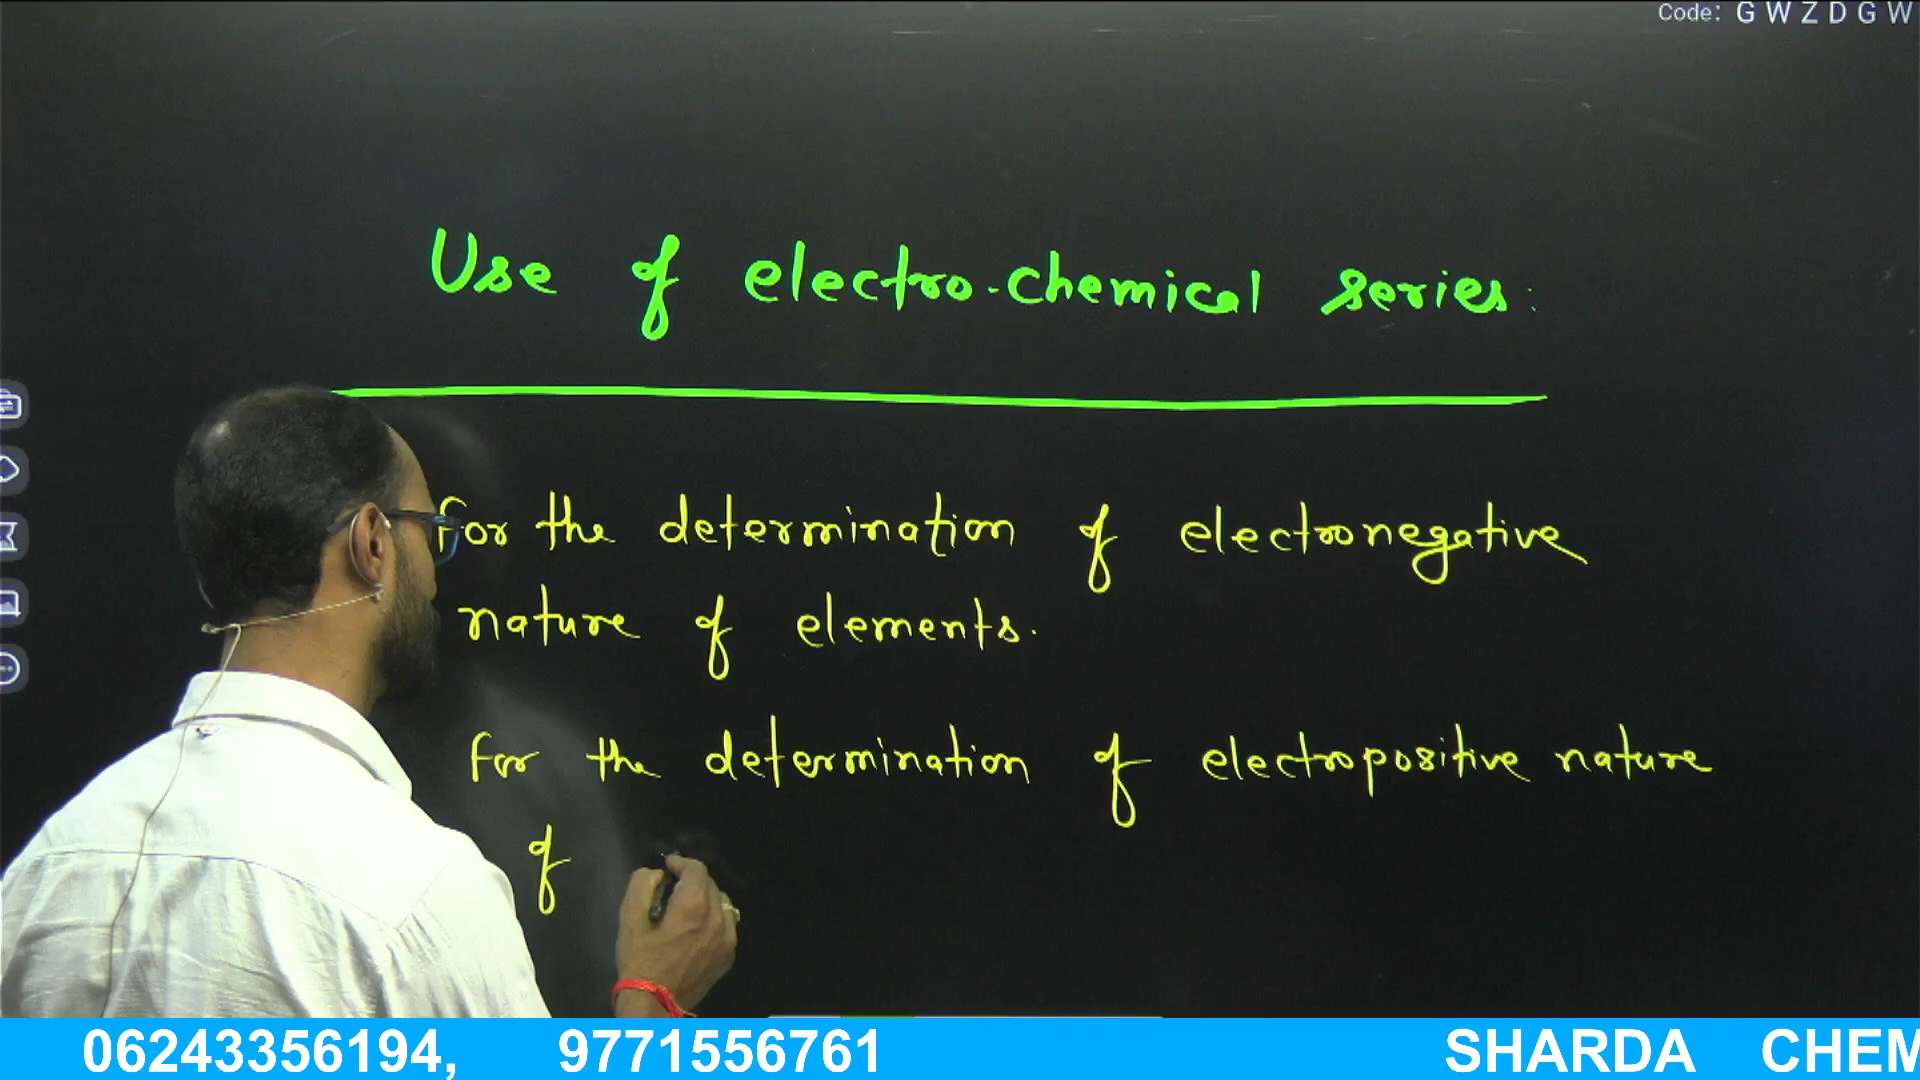 Code: G W Z D G W
Use of electro-chemical series:
For the determination of electronegative
nature of elements.
For the determination of electropositive nature
of
06243356194, 9771556761 SHARDA CHEM